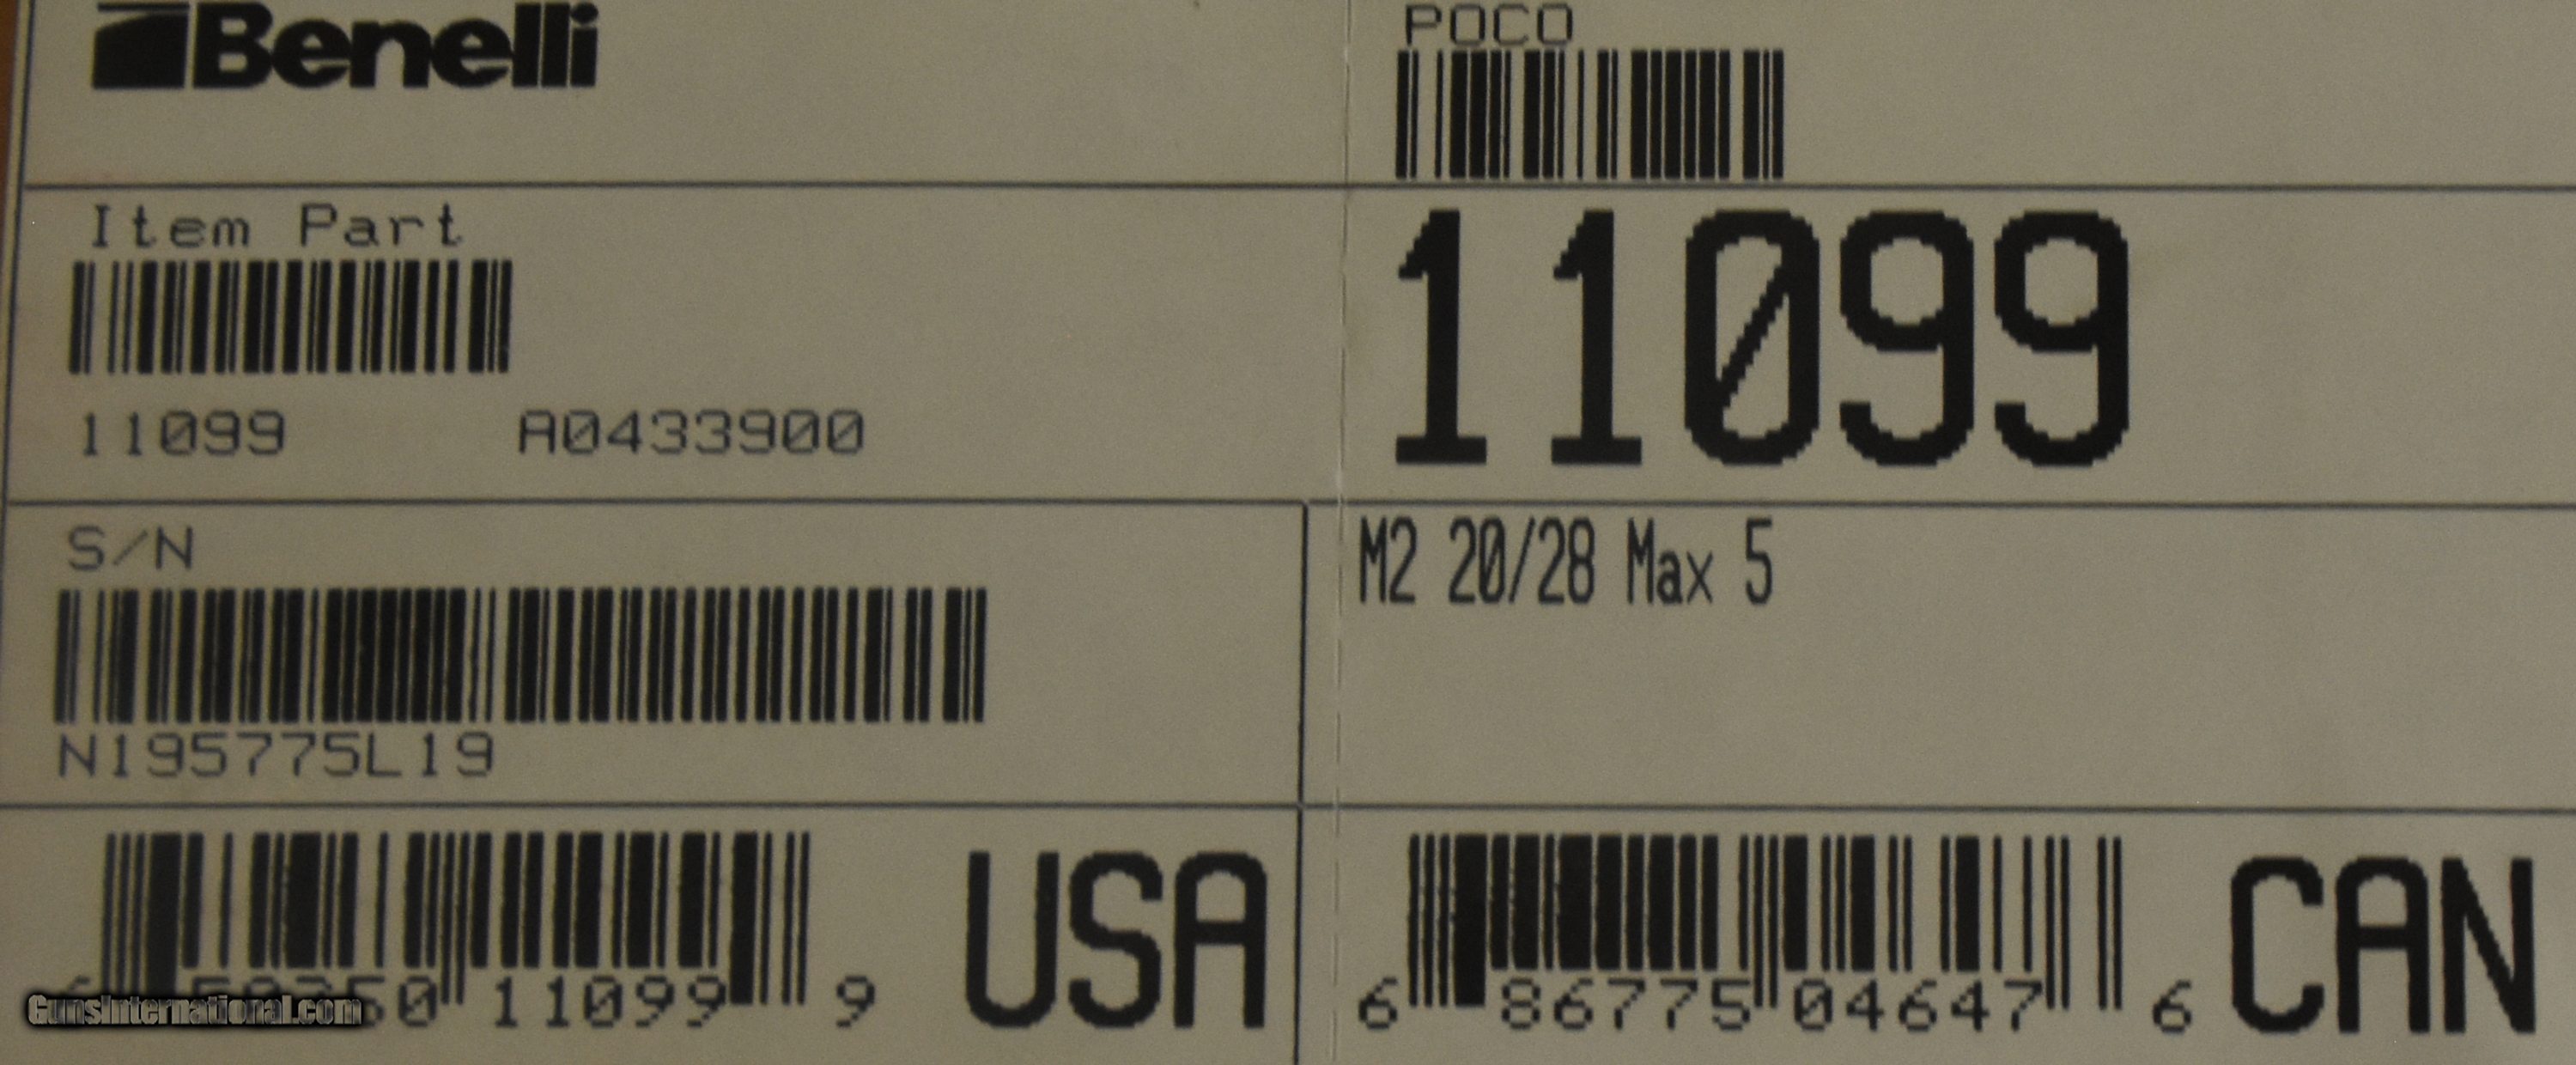 Benelli
POCO
Item Part
11099 A0433900
11099
S/N
N195775L19
M2 20/28 Max 5
11099 9 USA
6 86775 04647 6 CAN
GunsInternational.com